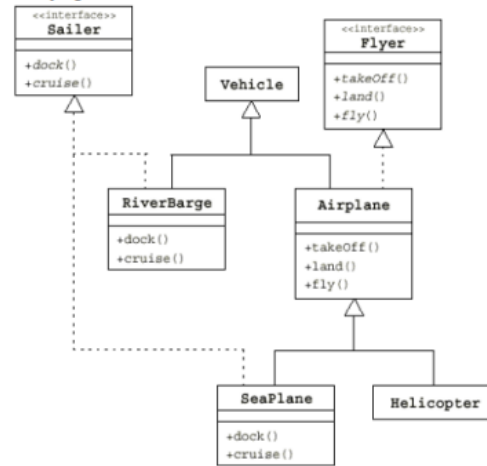 <<interface>>
Sailer
+dock()
+cruise()
<<interface>>
Flyer
+takeOff()
+land()
+fly()
Vehicle
RiverBarge
+dock()
+cruise()
Airplane
+takeOff()
+land()
+fly()
SeaPlane
+dock()
+cruise()
Helicopter